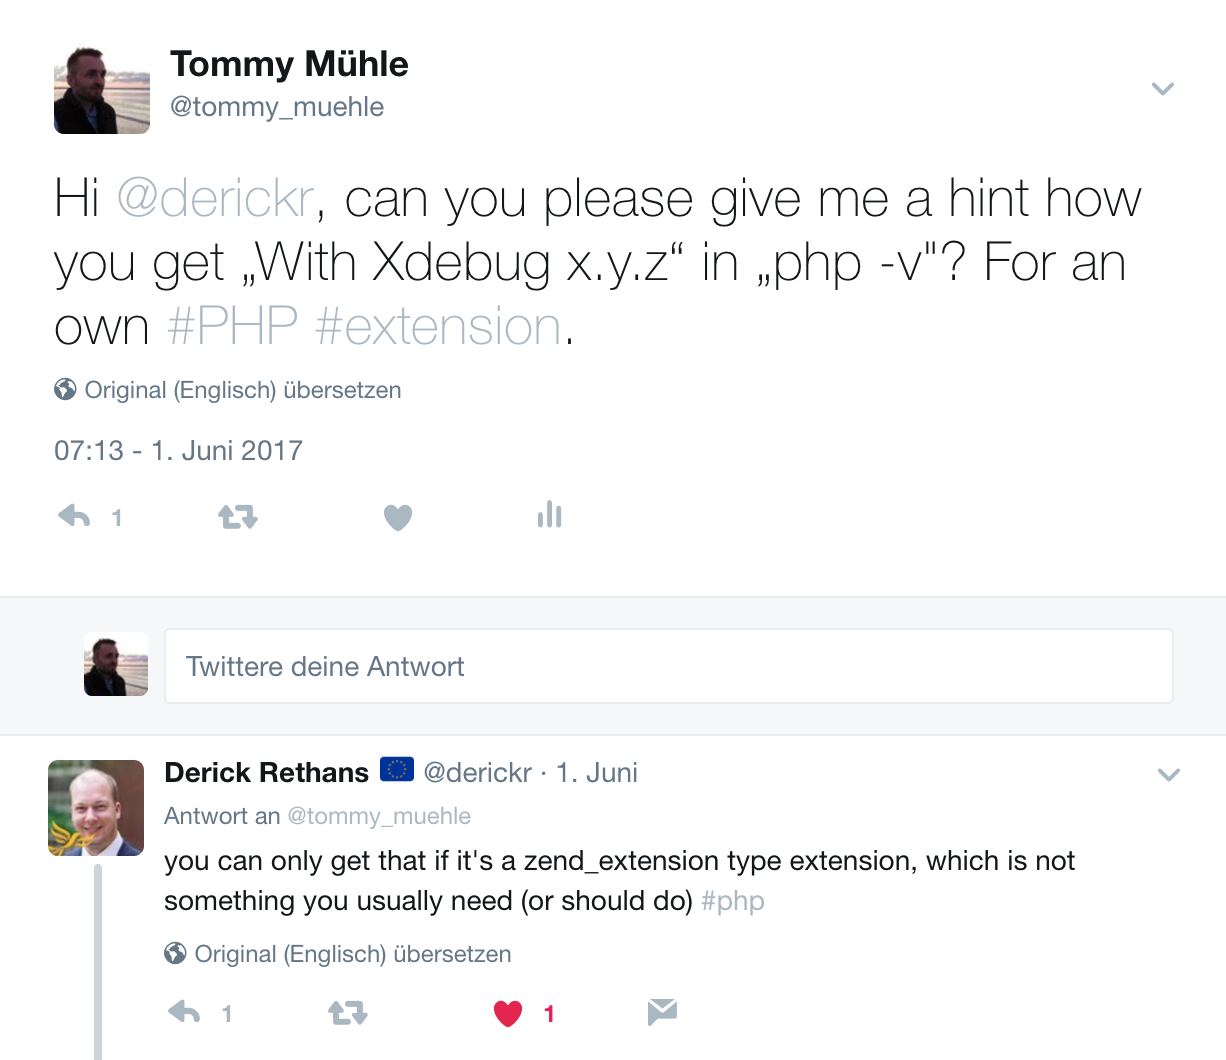 Tommy Mühle
@tommy_muehle
Hi @derickr, can you please give me a hint how
you get „With Xdebug x.y.z“ in „php -v"? For an
own #PHP #extension.
Original (Englisch) übersetzen
07:13 - 1. Juni 2017
1
Twittere deine Antwort
Derick Rethans @derickr · 1. Juni
Antwort an @tommy_muehle
you can only get that if it's a zend_extension type extension, which is not
something you usually need (or should do) #php
Original (Englisch) übersetzen
1 1